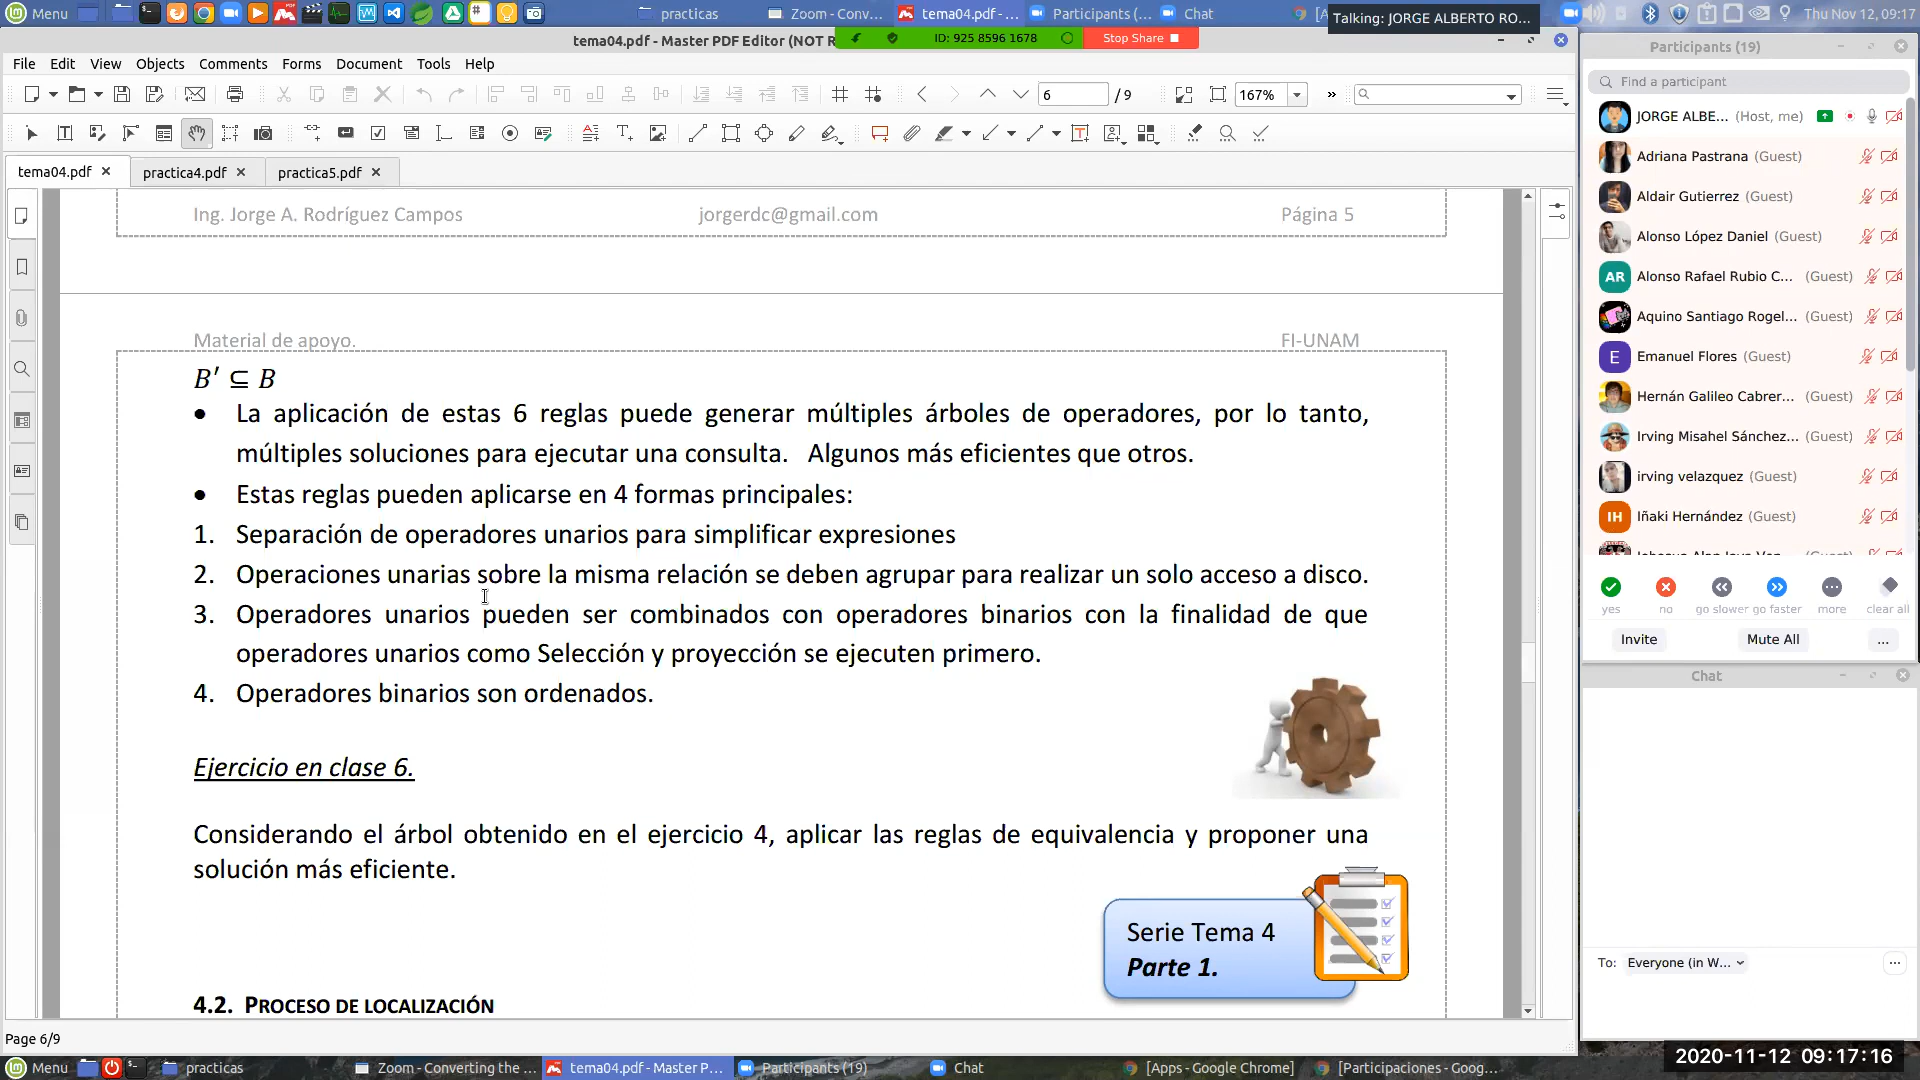 Menu
practicas
Zoom - Conv...
tema04.pdf - ...
Participants (...
Chat
Talking: JORGE ALBERTO RO...
Thu Nov 12, 09:17
tema04.pdf - Master PDF Editor (NOT R
ID: 925 8596 1678
Stop Share
File Edit View Objects Comments Forms Document Tools Help
6 / 9
167%
tema04.pdf
practica4.pdf
practica5.pdf
Ing. Jorge A. Rodríguez Campos jorgerdc@gmail.com Página 5
Material de apoyo. FI-UNAM
B′ ⊆ B
• La aplicación de estas 6 reglas puede generar múltiples árboles de operadores, por lo tanto,
múltiples soluciones para ejecutar una consulta. Algunos más eficientes que otros.
• Estas reglas pueden aplicarse en 4 formas principales:
1. Separación de operadores unarios para simplificar expresiones
2. Operaciones unarias sobre la misma relación se deben agrupar para realizar un solo acceso a disco.
3. Operadores unarios pueden ser combinados con operadores binarios con la finalidad de que
operadores unarios como Selección y proyección se ejecuten primero.
4. Operadores binarios son ordenados.
Ejercicio en clase 6.
Considerando el árbol obtenido en el ejercicio 4, aplicar las reglas de equivalencia y proponer una
solución más eficiente.
Serie Tema 4
Parte 1.
4.2. PROCESO DE LOCALIZACIÓN
Page 6/9
Participants (19)
Find a participant
JORGE ALBE... (Host, me)
Adriana Pastrana (Guest)
Aldair Gutierrez (Guest)
Alonso López Daniel (Guest)
AR Alonso Rafael Rubio C... (Guest)
Aquino Santiago Rogel... (Guest)
E Emanuel Flores (Guest)
Hernán Galileo Cabrer... (Guest)
Irving Misahel Sánchez... (Guest)
irving velazquez (Guest)
IH Iñaki Hernández (Guest)
yes no go slower go faster more clear all
Invite Mute All ...
Chat
To: Everyone (in W...
2020-11-12 09:17:16
Menu
practicas
Zoom - Converting the ...
tema04.pdf - Master P...
Participants (19)
Chat
[Apps - Google Chrome]
[Participaciones - Goog...